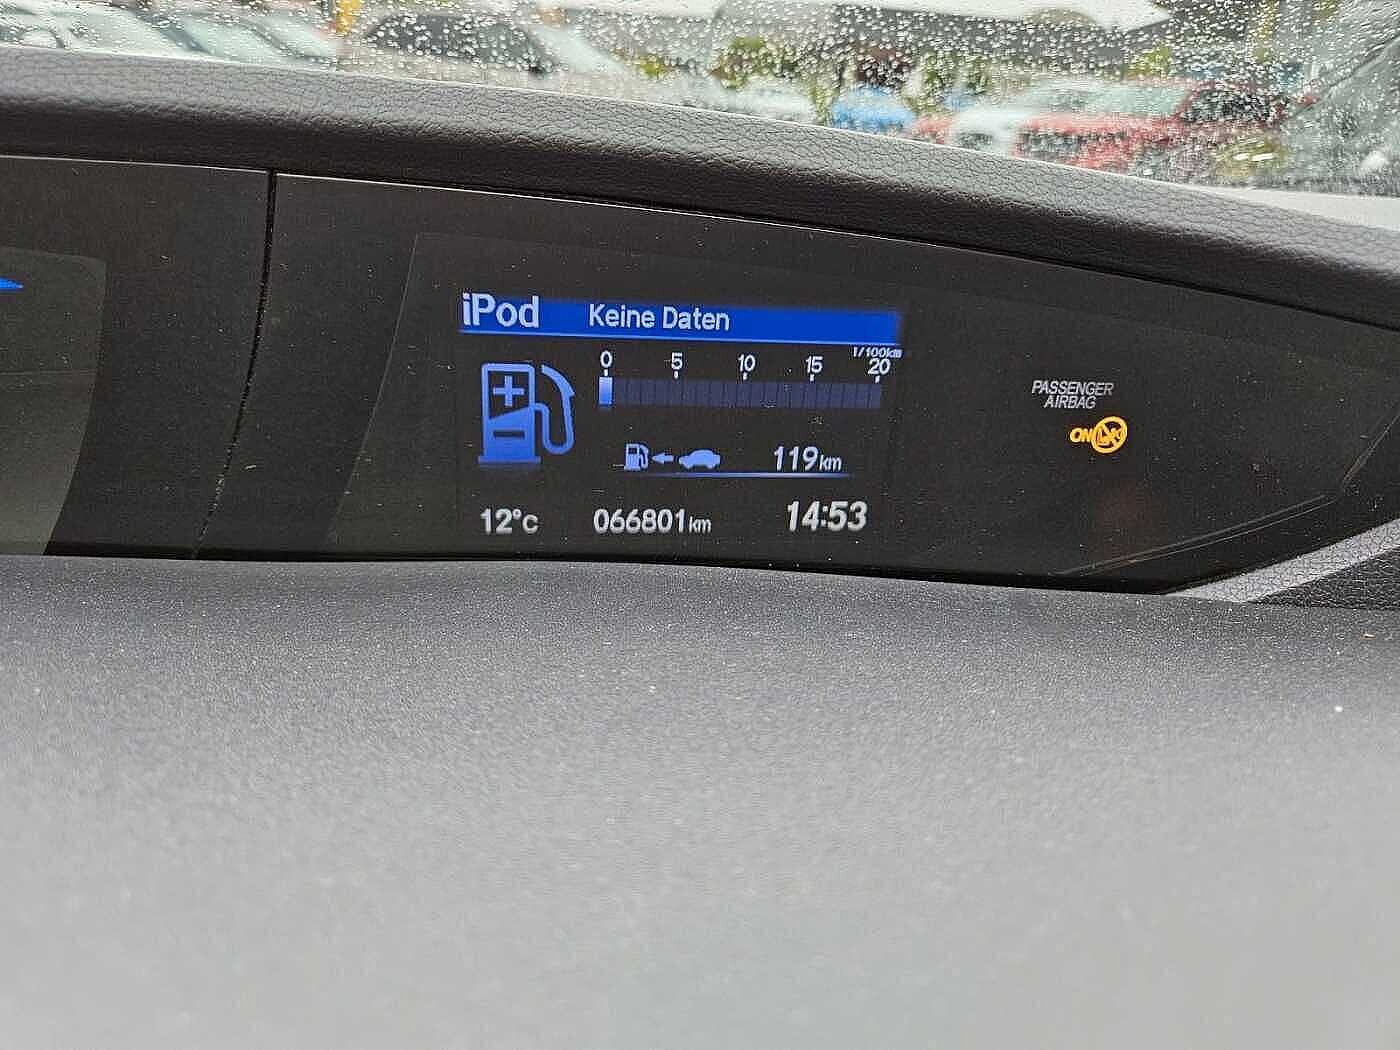 iPod Keine Daten
l/100km
0 5 10 15 20
119km
12°C 066801km 14:53
PASSENGER
AIRBAG
ON